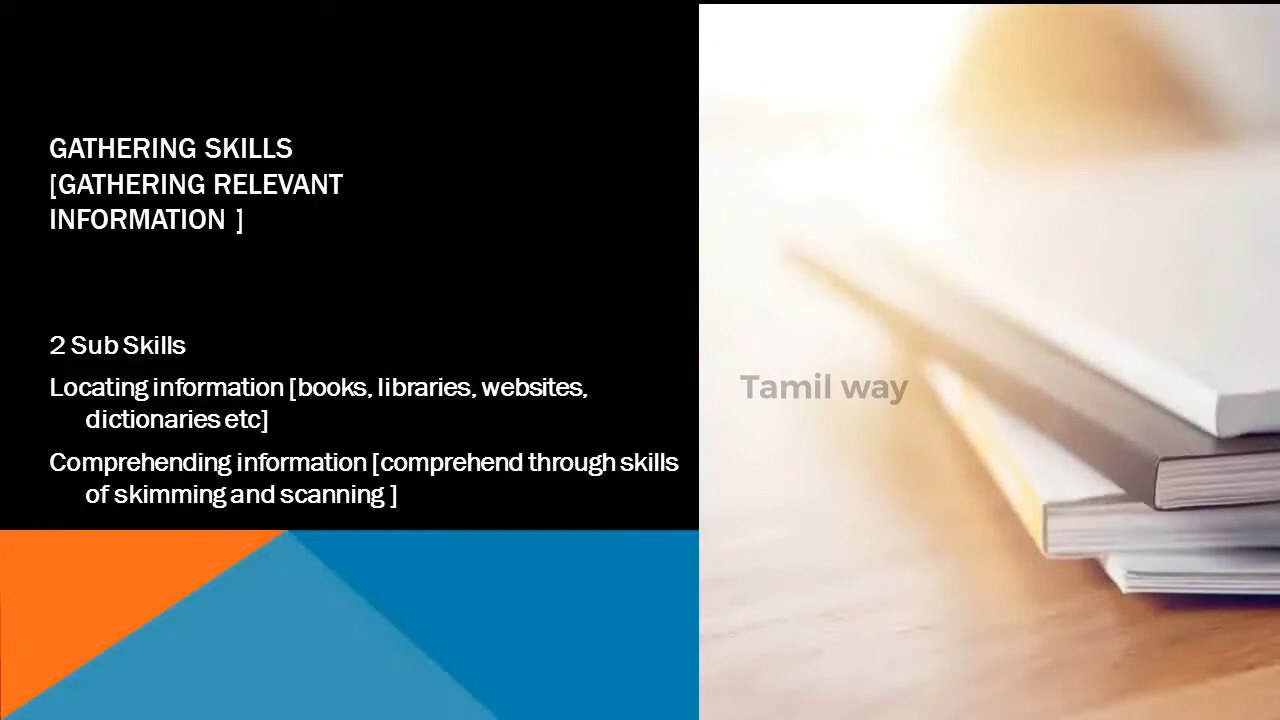 GATHERING SKILLS
[GATHERING RELEVANT
INFORMATION ]
2 Sub Skills
Locating information [books, libraries, websites,
dictionaries etc]
Comprehending information [comprehend through skills
of skimming and scanning ]
Tamil way